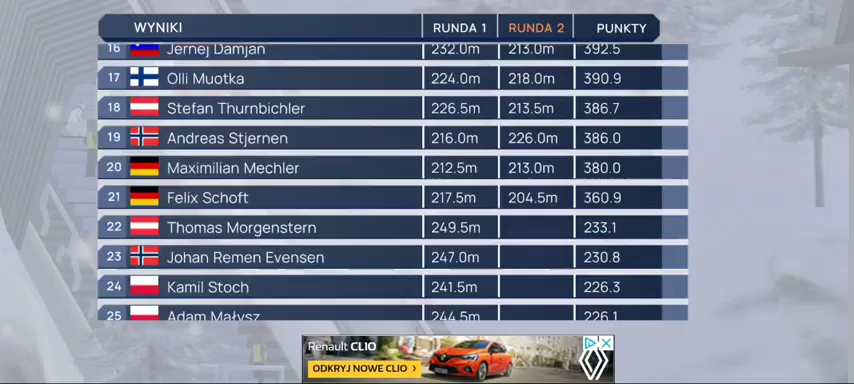 WYNIKI RUNDA 1 RUNDA 2 PUNKTY
16 Jernej Damjan 232.0m 213.0m 392.5
17 Olli Muotka 224.0m 218.0m 390.9
18 Stefan Thurnbichler 226.5m 213.5m 386.7
19 Andreas Stjernen 216.0m 226.0m 386.0
20 Maximilian Mechler 212.5m 213.0m 380.0
21 Felix Schoft 217.5m 204.5m 360.9
22 Thomas Morgenstern 249.5m 233.1
23 Johan Remen Evensen 247.0m 230.8
24 Kamil Stoch 241.5m 226.3
25 Adam Małysz 244.5m 226.1
Renault CLIO
ODKRYJ NOWE CLIO >